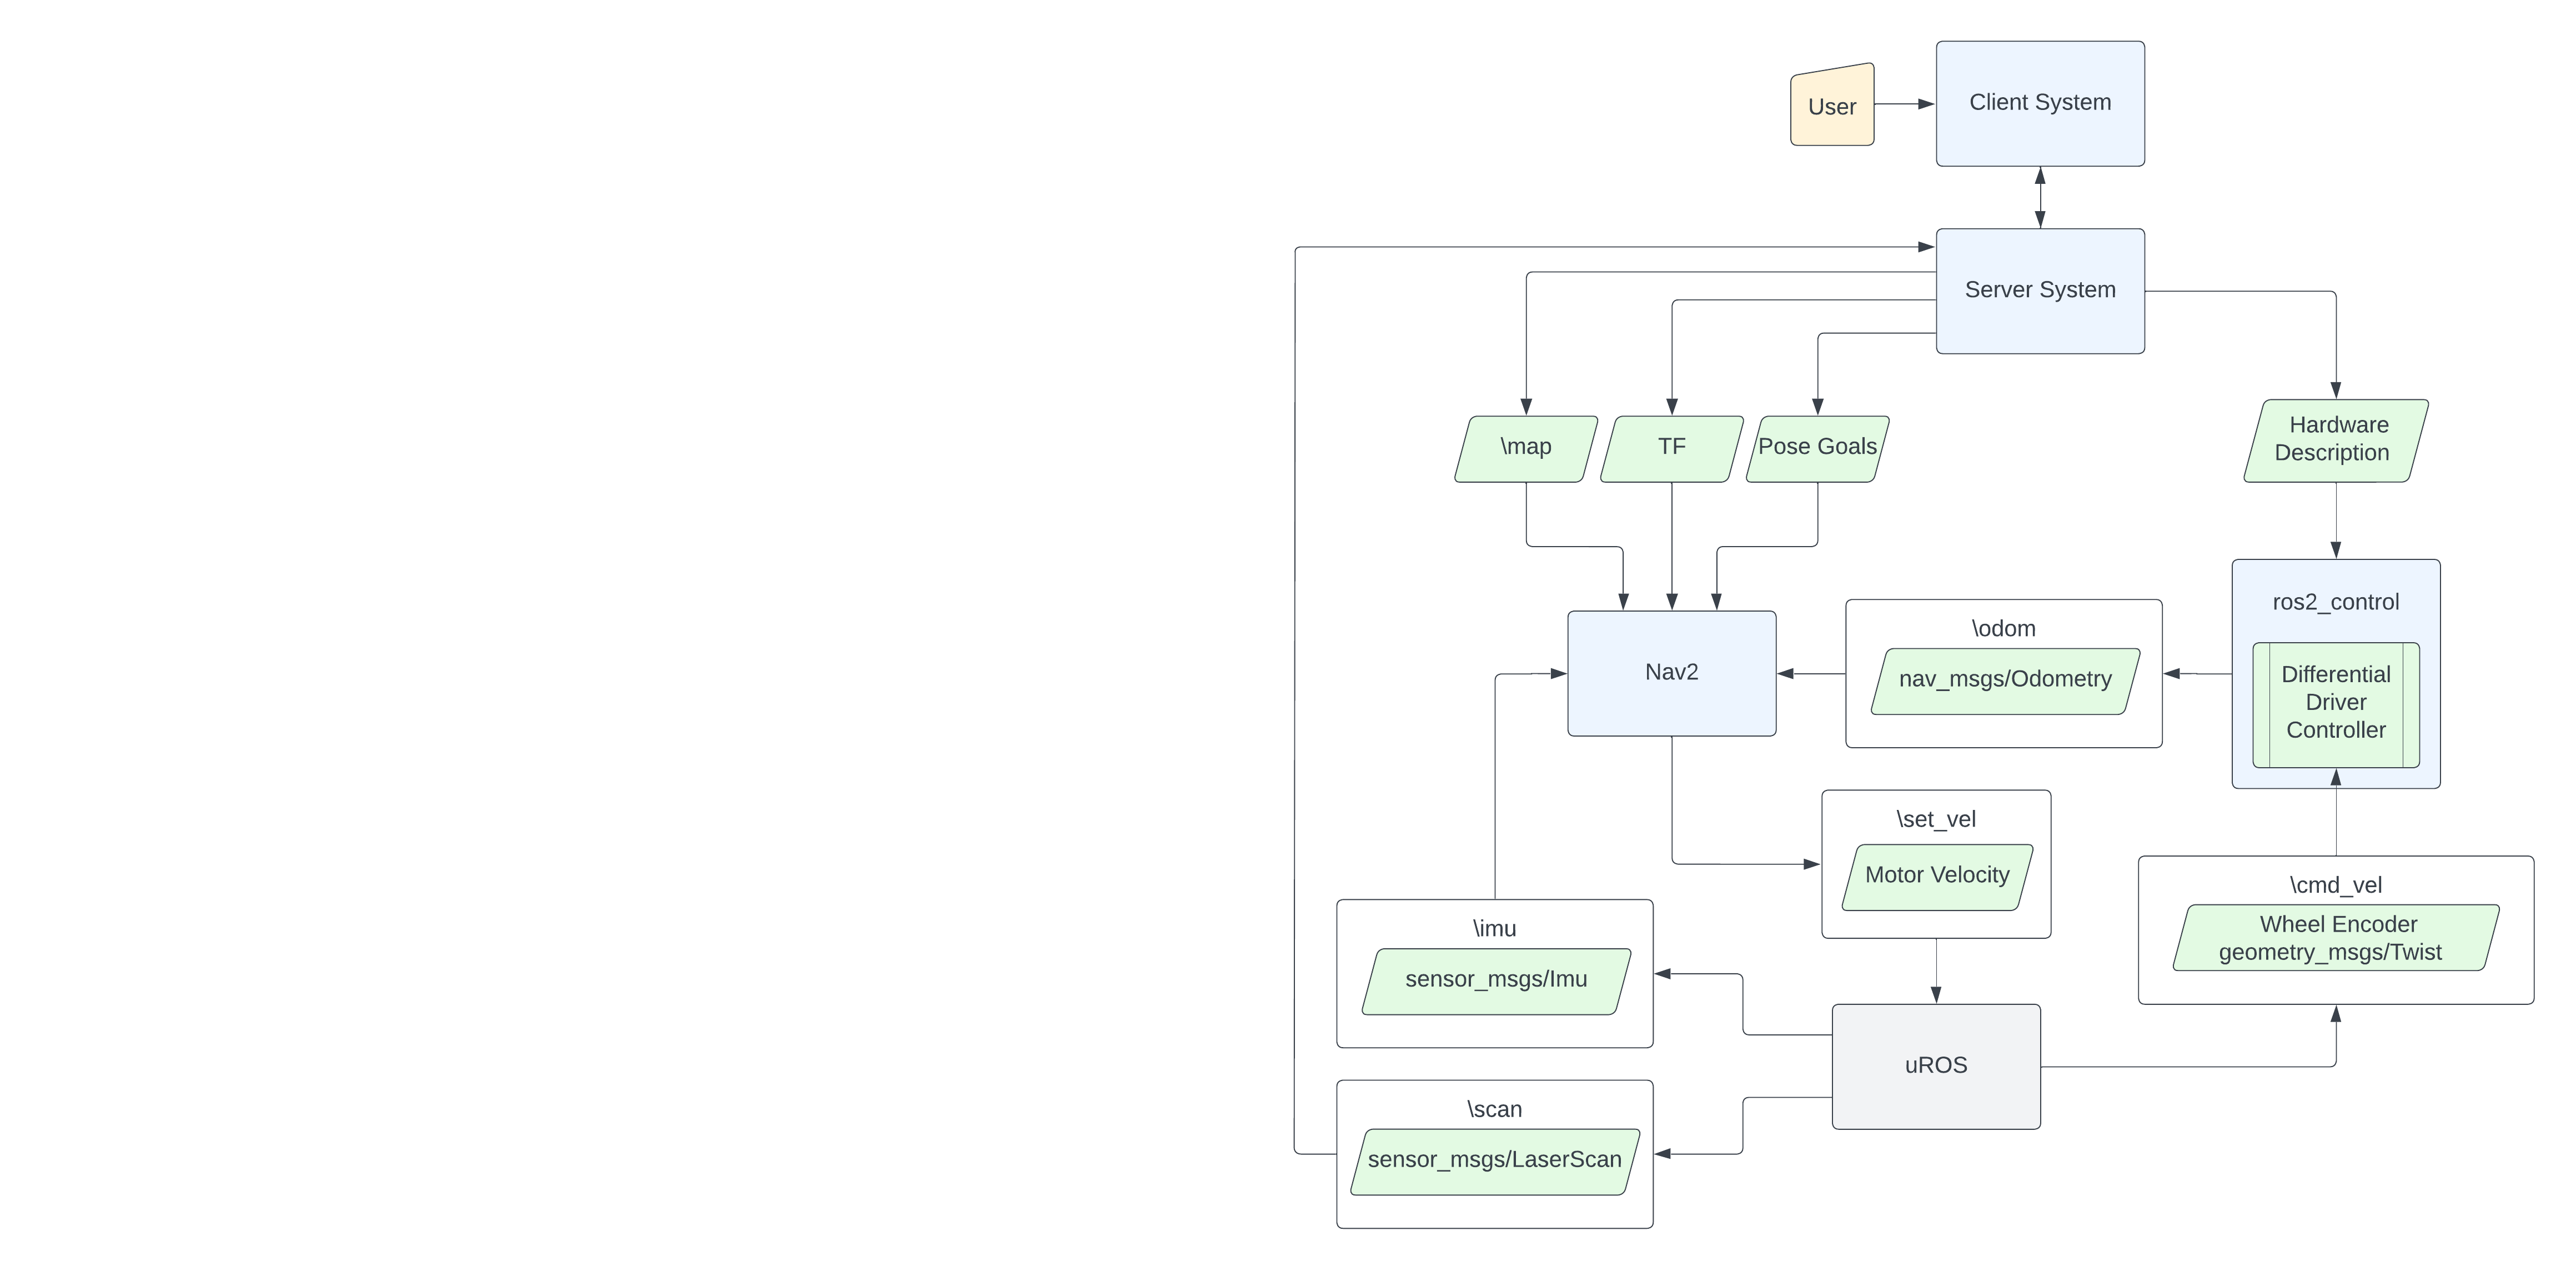 User
Client System
Server System
\map
TF
Pose Goals
Hardware
Description
ros2_control
Differential
Driver
Controller
\odom
nav_msgs/Odometry
Nav2
\set_vel
Motor Velocity
\cmd_vel
Wheel Encoder
geometry_msgs/Twist
\imu
sensor_msgs/Imu
uROS
\scan
sensor_msgs/LaserScan